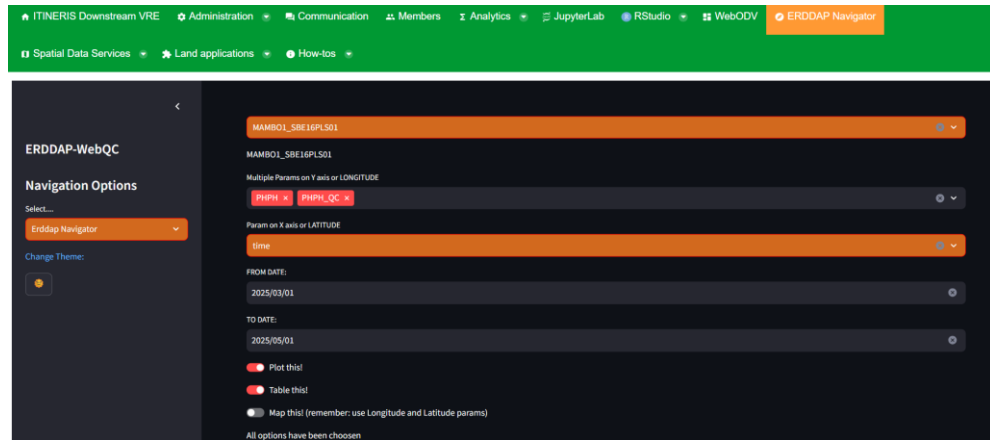 ITINERIS Downstream VRE Administration Communication Members Analytics JupyterLab RStudio WebODV ERDDAP Navigator
Spatial Data Services Land applications How-tos
ERDDAP-WebQC
Navigation Options
Select....
Erddap Navigator
Change Theme:
MAMBO1_SBE16PLS01
MAMBO1_SBE16PLS01
Multiple Params on Y axis or LONGITUDE
PHPH × PHPH_QC ×
Param on X axis or LATITUDE
time
FROM DATE:
2025/03/01
TO DATE:
2025/05/01
Plot this!
Table this!
Map this! (remember: use Longitude and Latitude params)
All options have been choosen